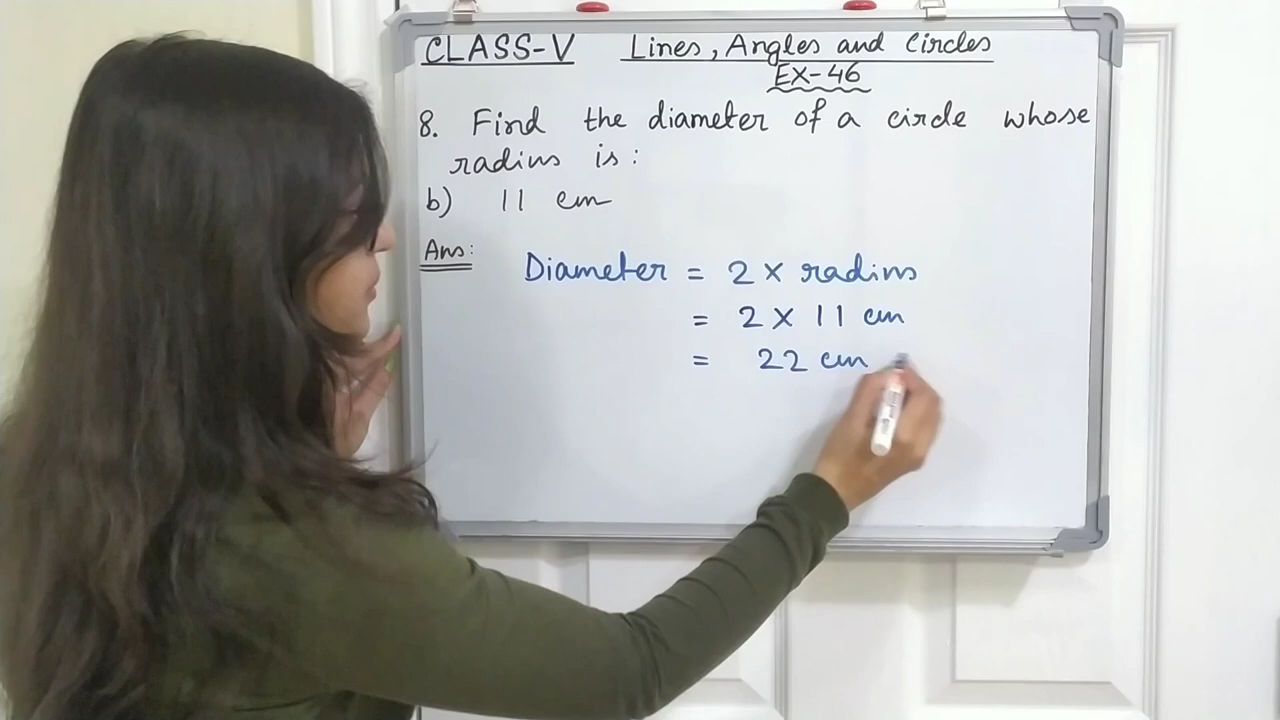 CLASS-V Lines, Angles and Circles
EX-46
8. Find the diameter of a circle whose
radius is:
b) 11 cm
Ans:
Diameter = 2 X radius
= 2 X 11 cm
= 22 cm